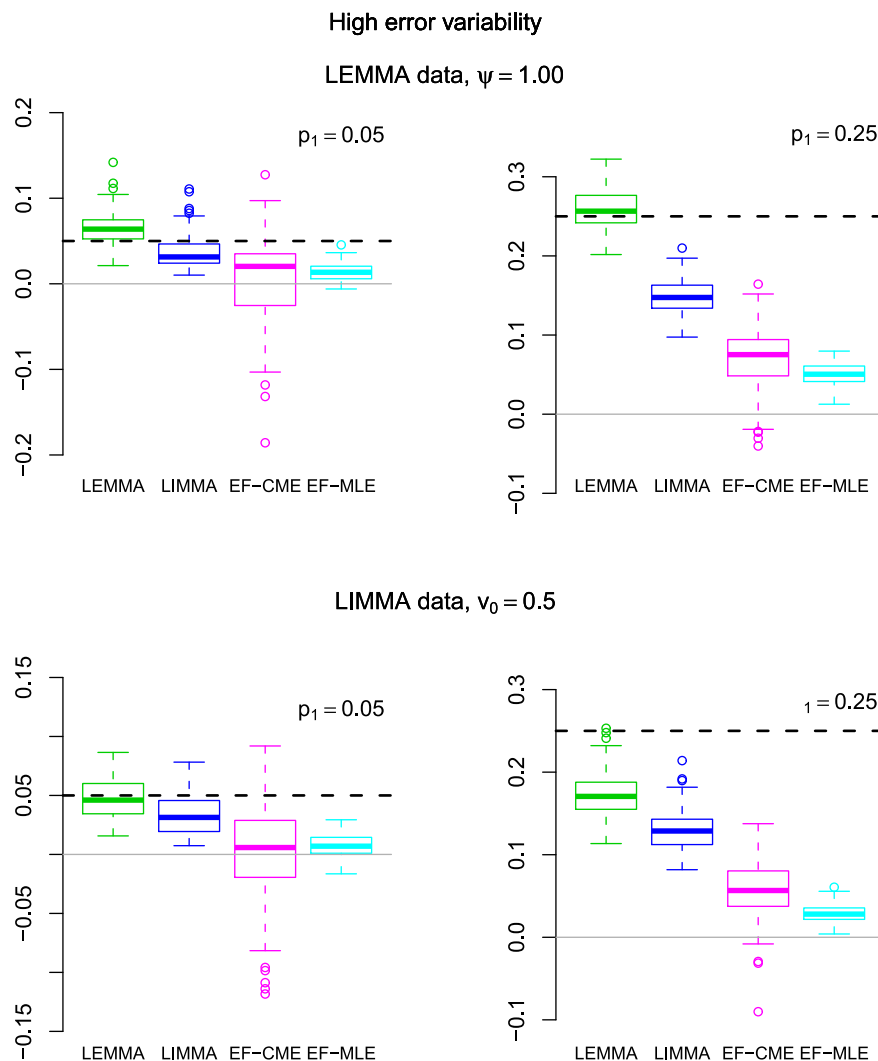 High error variability
LEMMA data, ψ = 1.00
p1 = 0.05
0.2
0.1
0.0
−0.1
−0.2
LEMMA LIMMA EF−CME EF−MLE
p1 = 0.25
0.3
0.2
0.1
0.0
−0.1
LEMMA LIMMA EF−CME EF−MLE
LIMMA data, v0 = 0.5
p1 = 0.05
0.15
0.05
−0.05
−0.15
LEMMA LIMMA EF−CME EF−MLE
1 = 0.25
0.3
0.2
0.1
0.0
−0.1
LEMMA LIMMA EF−CME EF−MLE